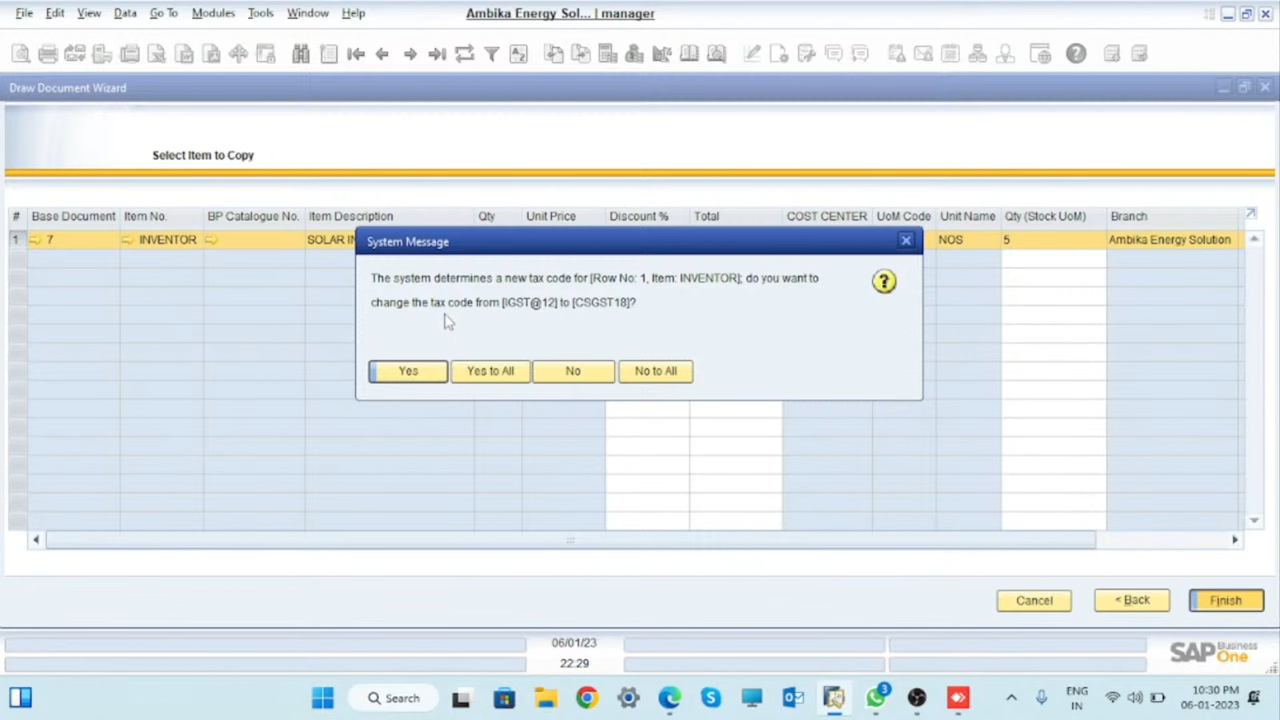 File Edit View Data Go To Modules Tools Window Help Ambika Energy Sol... | manager
Draw Document Wizard
Select Item to Copy
# Base Document Item No. BP Catalogue No. Item Description Qty Unit Price Discount % Total COST CENTER UoM Code Unit Name Qty (Stock UoM) Branch
1 7 INVENTOR SOLAR IN NOS 5 Ambika Energy Solution
System Message
The system determines a new tax code for [Row No: 1, Item: INVENTOR]; do you want to
change the tax code from [IGST@12] to [CSGST18]?
Yes Yes to All No No to All
Cancel < Back Finish
06/01/23
22:29
SAP Business One
Search
3
ENG
IN
10:30 PM
06-01-2023